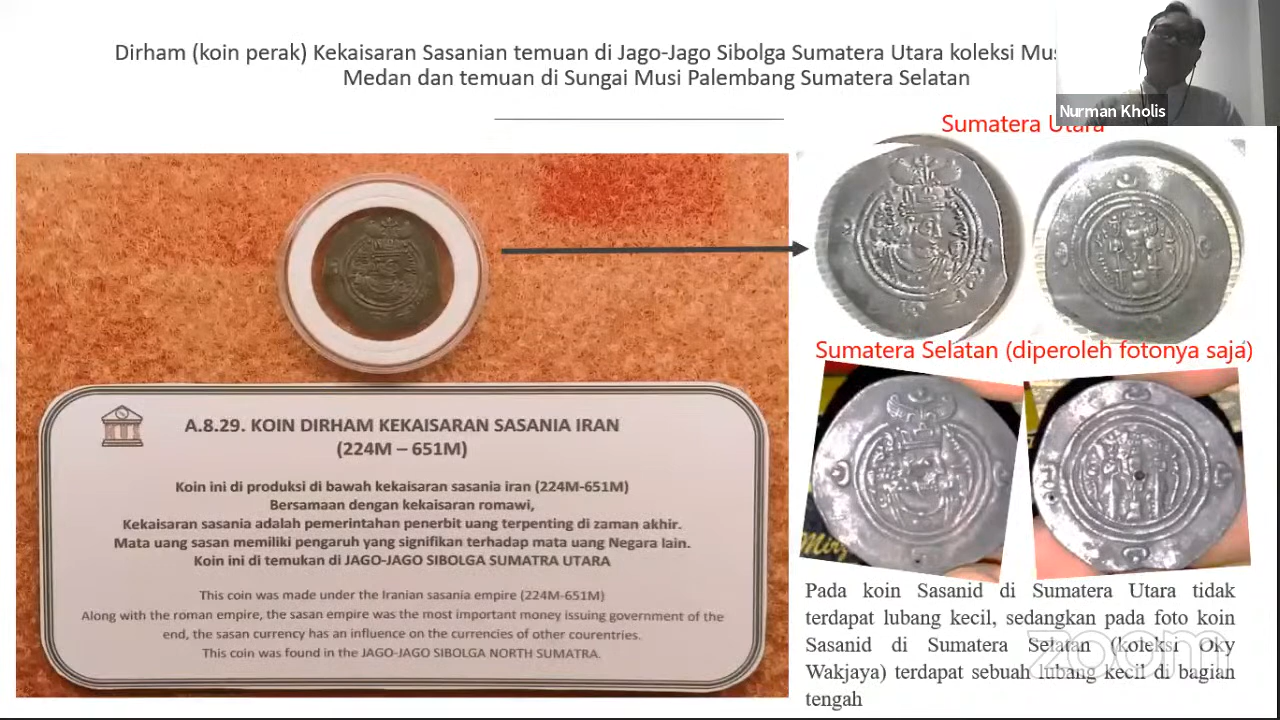 Dirham (koin perak) Kekaisaran Sasanian temuan di Jago-Jago Sibolga Sumatera Utara koleksi
Medan dan temuan di Sungai Musi Palembang Sumatera Selatan
Nurman Kholis
Sumatera Utara
Sumatera Selatan (diperoleh fotonya saja)
A.8.29. KOIN DIRHAM KEKAISARAN SASANIA IRAN
(224M – 651M)
Koin ini di produksi di bawah kekaisaran sasania iran (224M-651M)
Bersamaan dengan kekaisaran romawi,
Kekaisaran sasania adalah pemerintahan penerbit uang terpenting di zaman akhir.
Mata uang sasan memiliki pengaruh yang signifikan terhadap mata uang Negara lain.
Koin ini di temukan di JAGO-JAGO SIBOLGA SUMATRA UTARA
This coin was made under the Iranian sasania empire (224M-651M)
Along with the roman empire, the sasan empire was the most important money issuing government of the
end, the sasan currency has an influence on the currencies of other courentries.
This coin was found in the JAGO-JAGO SIBOLGA NORTH SUMATRA.
Pada koin Sasanid di Sumatera Utara tidak
terdapat lubang kecil, sedangkan pada foto koin
Sasanid di Sumatera Selatan (koleksi Oky
Wakjaya) terdapat sebuah lubang kecil di bagian
tengah
zoom